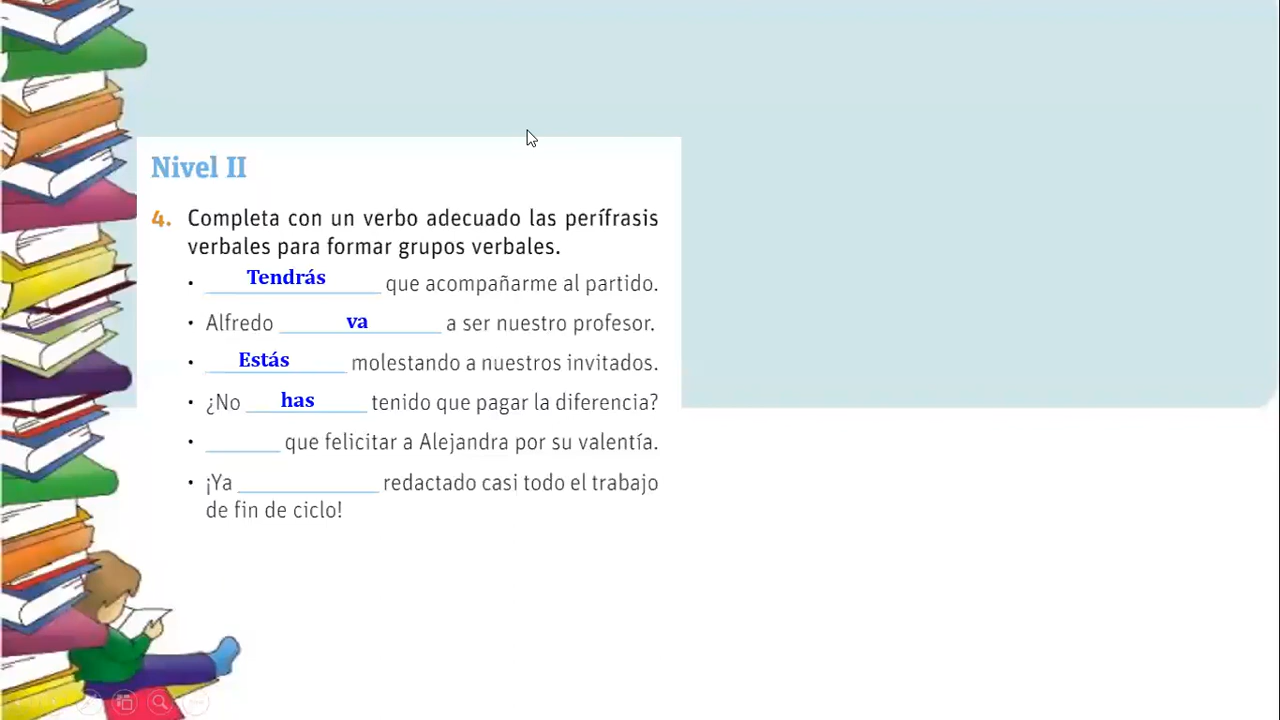 Nivel II
4. Completa con un verbo adecuado las perífrasis
verbales para formar grupos verbales.
• Tendrás que acompañarme al partido.
• Alfredo va a ser nuestro profesor.
• Estás molestando a nuestros invitados.
• ¿No has tenido que pagar la diferencia?
• ________ que felicitar a Alejandra por su valentía.
• ¡Ya ______________ redactado casi todo el trabajo
de fin de ciclo!